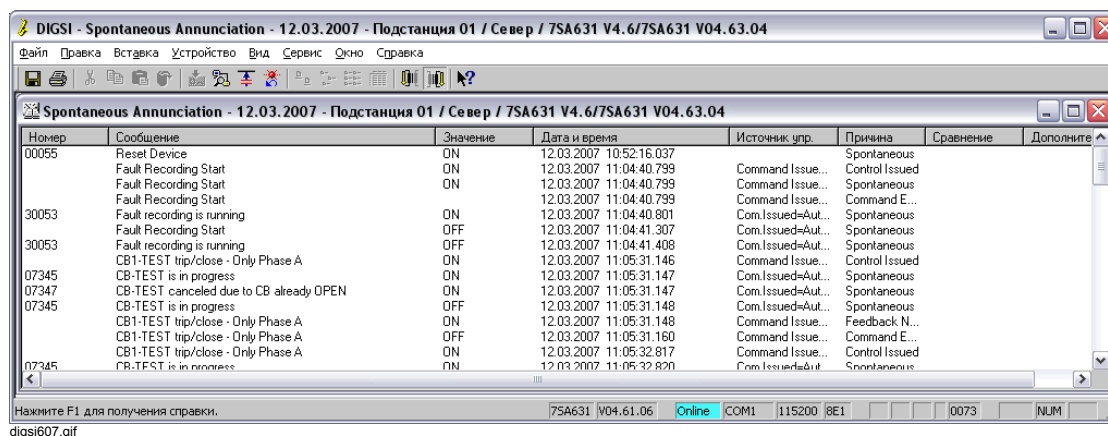 DIGSI - Spontaneous Annunciation - 12.03.2007 - Подстанция 01 / Север / 7SA631 V4.6/7SA631 V04.63.04
Файл Правка Вставка Устройство Вид Сервис Окно Справка
Spontaneous Annunciation - 12.03.2007 - Подстанция 01 / Север / 7SA631 V4.6/7SA631 V04.63.04
Номер Сообщение Значение Дата и время Источник упр. Причина Сравнение Дополните
00055 Reset Device ON 12.03.2007 10:52:16.037 Spontaneous
Fault Recording Start ON 12.03.2007 11:04:40.799 Command Issue... Control Issued
Fault Recording Start ON 12.03.2007 11:04:40.799 Command Issue... Spontaneous
Fault Recording Start 12.03.2007 11:04:40.799 Command Issue... Command E...
30053 Fault recording is running ON 12.03.2007 11:04:40.801 Com.Issued=Aut... Spontaneous
Fault Recording Start OFF 12.03.2007 11:04:41.307 Com.Issued=Aut... Spontaneous
30053 Fault recording is running ON 12.03.2007 11:04:41.408 Com.Issued=Aut... Spontaneous
CB1-TEST trip/close - Only Phase A ON 12.03.2007 11:05:31.146 Command Issue... Control Issued
07345 CB-TEST is in progress ON 12.03.2007 11:05:31.147 Com.Issued=Aut... Spontaneous
07347 CB-TEST canceled due to CB already OPEN ON 12.03.2007 11:05:31.147 Com.Issued=Aut... Spontaneous
07345 CB-TEST is in progress OFF 12.03.2007 11:05:31.148 Com.Issued=Aut... Spontaneous
CB1-TEST trip/close - Only Phase A ON 12.03.2007 11:05:31.148 Command Issue... Feedback N...
CB1-TEST trip/close - Only Phase A OFF 12.03.2007 11:05:31.160 Command Issue... Command E...
CB1-TEST trip/close - Only Phase A ON 12.03.2007 11:05:32.817 Command Issue... Control Issued
07345 CB-TEST is in progress ON 12.03.2007 11:05:32.820 Com.Issued=Aut... Spontaneous
Нажмите F1 для получения справки. 7SA631 V04.61.06 Online COM1 115200 8E1 0073 NUM
digsi607.gif